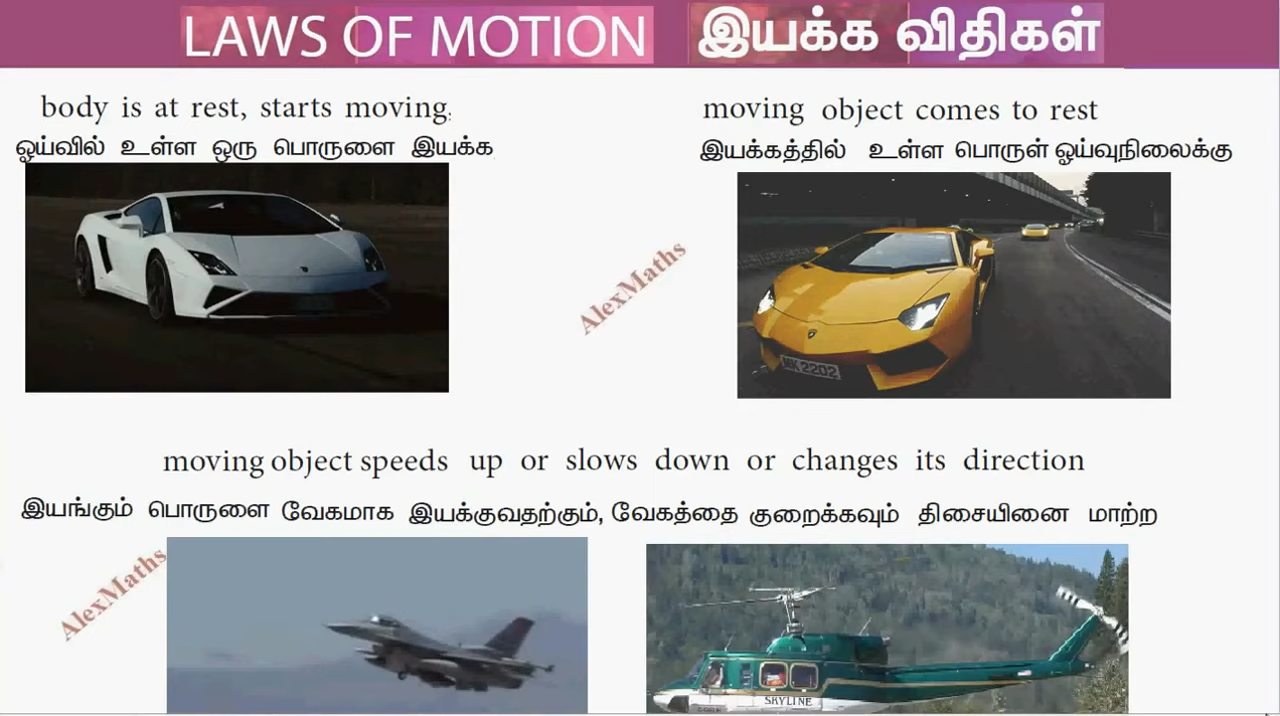 LAWS OF MOTION இயக்க விதிகள்
body is at rest, starts moving.
ஓய்வில் உள்ள ஒரு பொருளை இயக்க
moving object comes to rest
இயக்கத்தில் உள்ள பொருள் ஓய்வுநிலைக்கு
MK 2202
AlexMaths
moving object speeds up or slows down or changes its direction
இயங்கும் பொருளை வேகமாக இயக்குவதற்கும், வேகத்தை குறைக்கவும் திசையினை மாற்ற
AlexMaths
SKYLINE